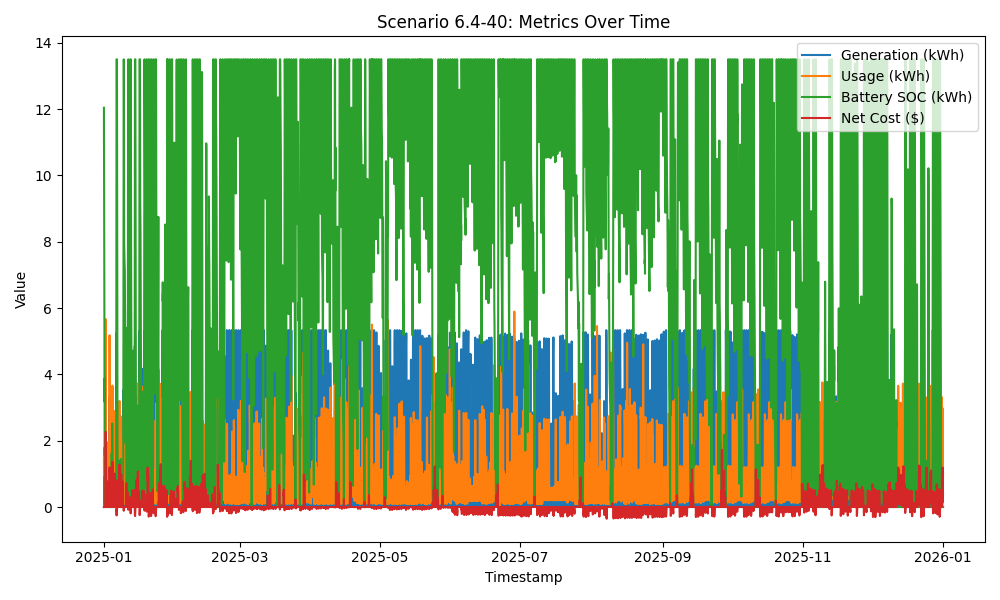 Scenario 6.4-40: Metrics Over Time
Generation (kWh)
Usage (kWh)
Battery SOC (kWh)
Net Cost ($)
Value
14
12
10
8
6
4
2
0
2025-01
2025-03
2025-05
2025-07
2025-09
2025-11
2026-01
Timestamp